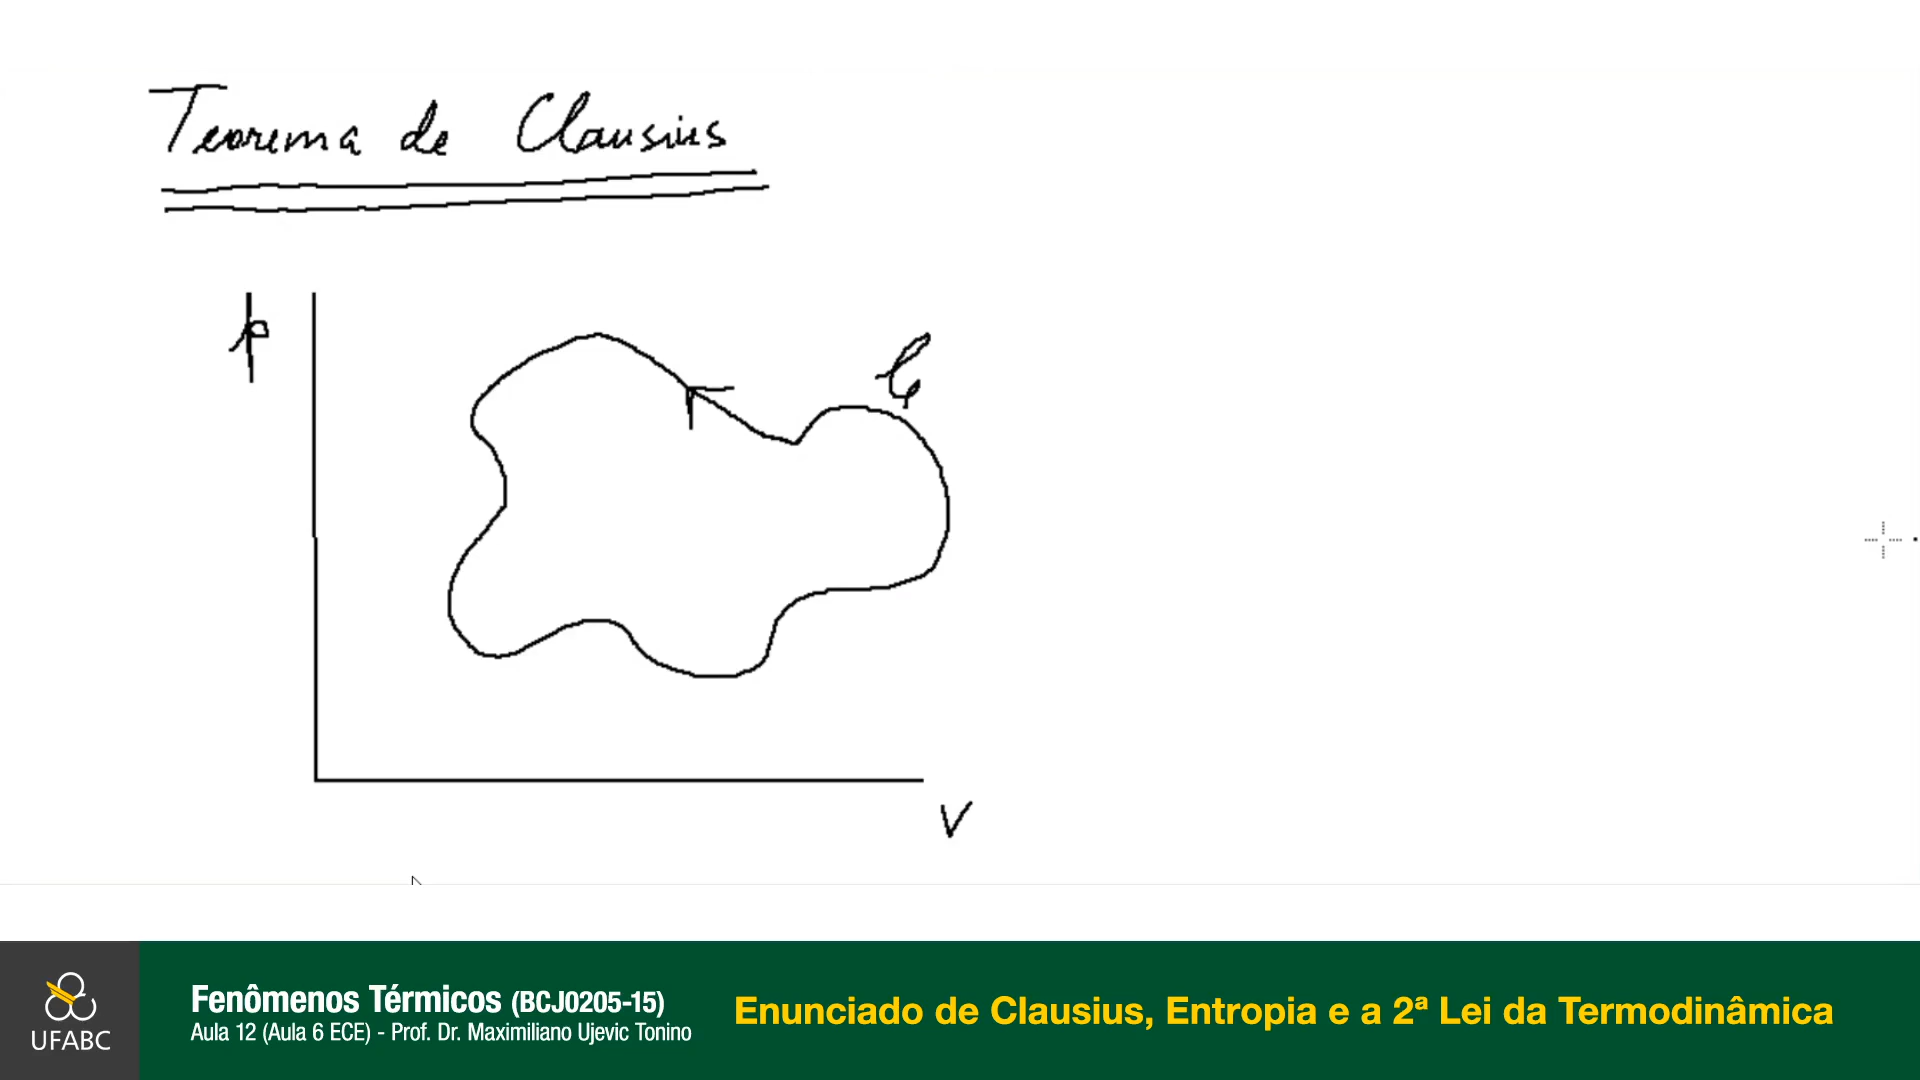 Teorema de Clausius
p
C
V
UFABC
Fenômenos Térmicos (BCJ0205-15)
Aula 12 (Aula 6 ECE) - Prof. Dr. Maximiliano Ujevic Tonino
Enunciado de Clausius, Entropia e a 2ª Lei da Termodinâmica